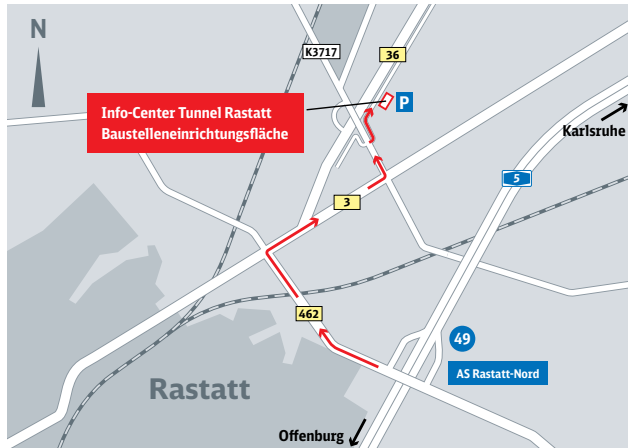 N
K3717
36
Info-Center Tunnel Rastatt
Baustelleneinrichtungsfläche
P
Karlsruhe
5
3
462
49
AS Rastatt-Nord
Rastatt
Offenburg